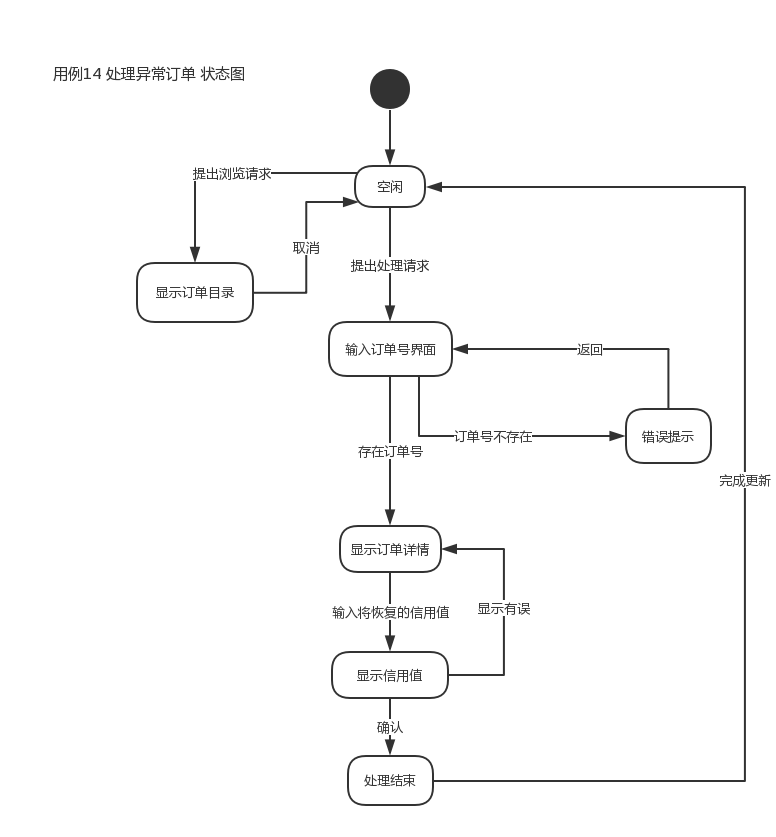 用例14 处理异常订单 状态图
提出浏览请求
空闲
取消
提出处理请求
显示订单目录
输入订单号界面
返回
订单号不存在
错误提示
存在订单号
完成更新
显示订单详情
输入将恢复的信用值
显示有误
显示信用值
确认
处理结束